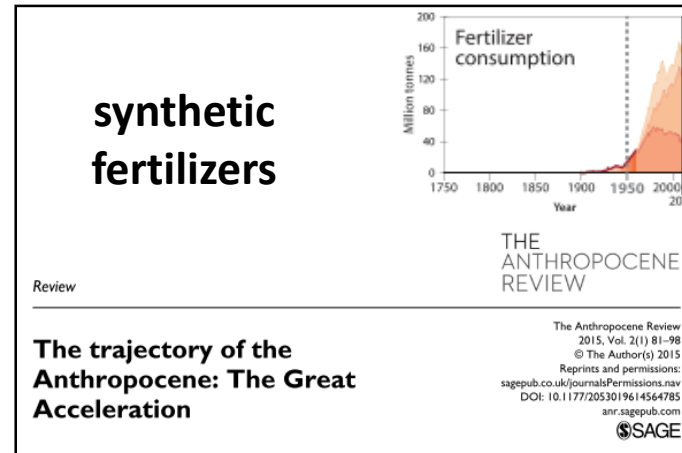 synthetic
fertilizers
200
Fertilizer
consumption
160
120
80
40
0
Million tonnes
1750 1800 1850 1900 1950 2000
20
Year
THE
ANTHROPOCENE
REVIEW
Review
The trajectory of the
Anthropocene: The Great
Acceleration
The Anthropocene Review
2015, Vol. 2(1) 81–98
© The Author(s) 2015
Reprints and permissions:
sagepub.co.uk/journalsPermissions.nav
DOI: 10.1177/2053019614564785
anr.sagepub.com
SAGE